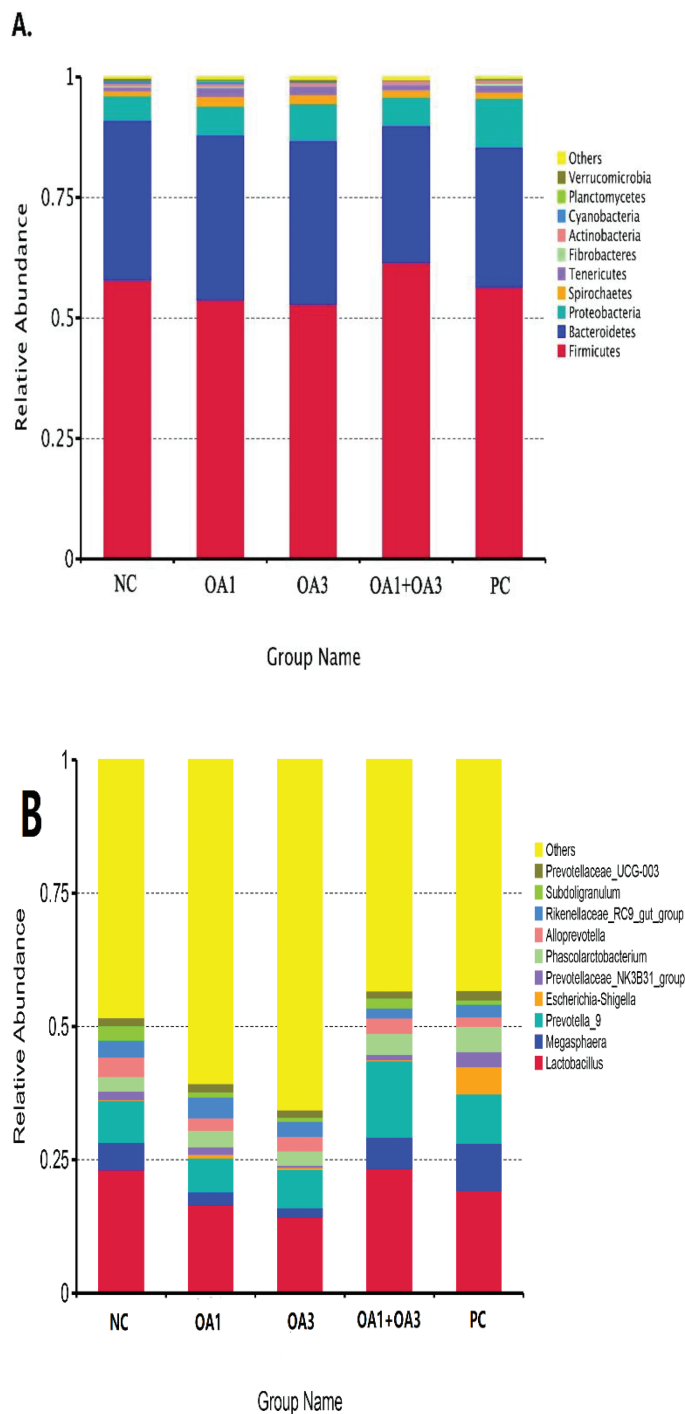 A.
1
0.75
0.5
0.25
0
Relative Abundance
NC OA1 OA3 OA1+OA3 PC
Group Name
Others
Verrucomicrobia
Planctomycetes
Cyanobacteria
Actinobacteria
Fibrobacteres
Tenericutes
Spirochaetes
Proteobacteria
Bacteroidetes
Firmicutes
B
1
0.75
0.5
0.25
0
Relative Abundance
NC OA1 OA3 OA1+OA3 PC
Group Name
Others
Prevotellaceae_UCG-003
Subdoligranulum
Rikenellaceae_RC9_gut_group
Alloprevotella
Phascolarctobacterium
Prevotellaceae_NK3B31_group
Escherichia-Shigella
Prevotella_9
Megasphaera
Lactobacillus